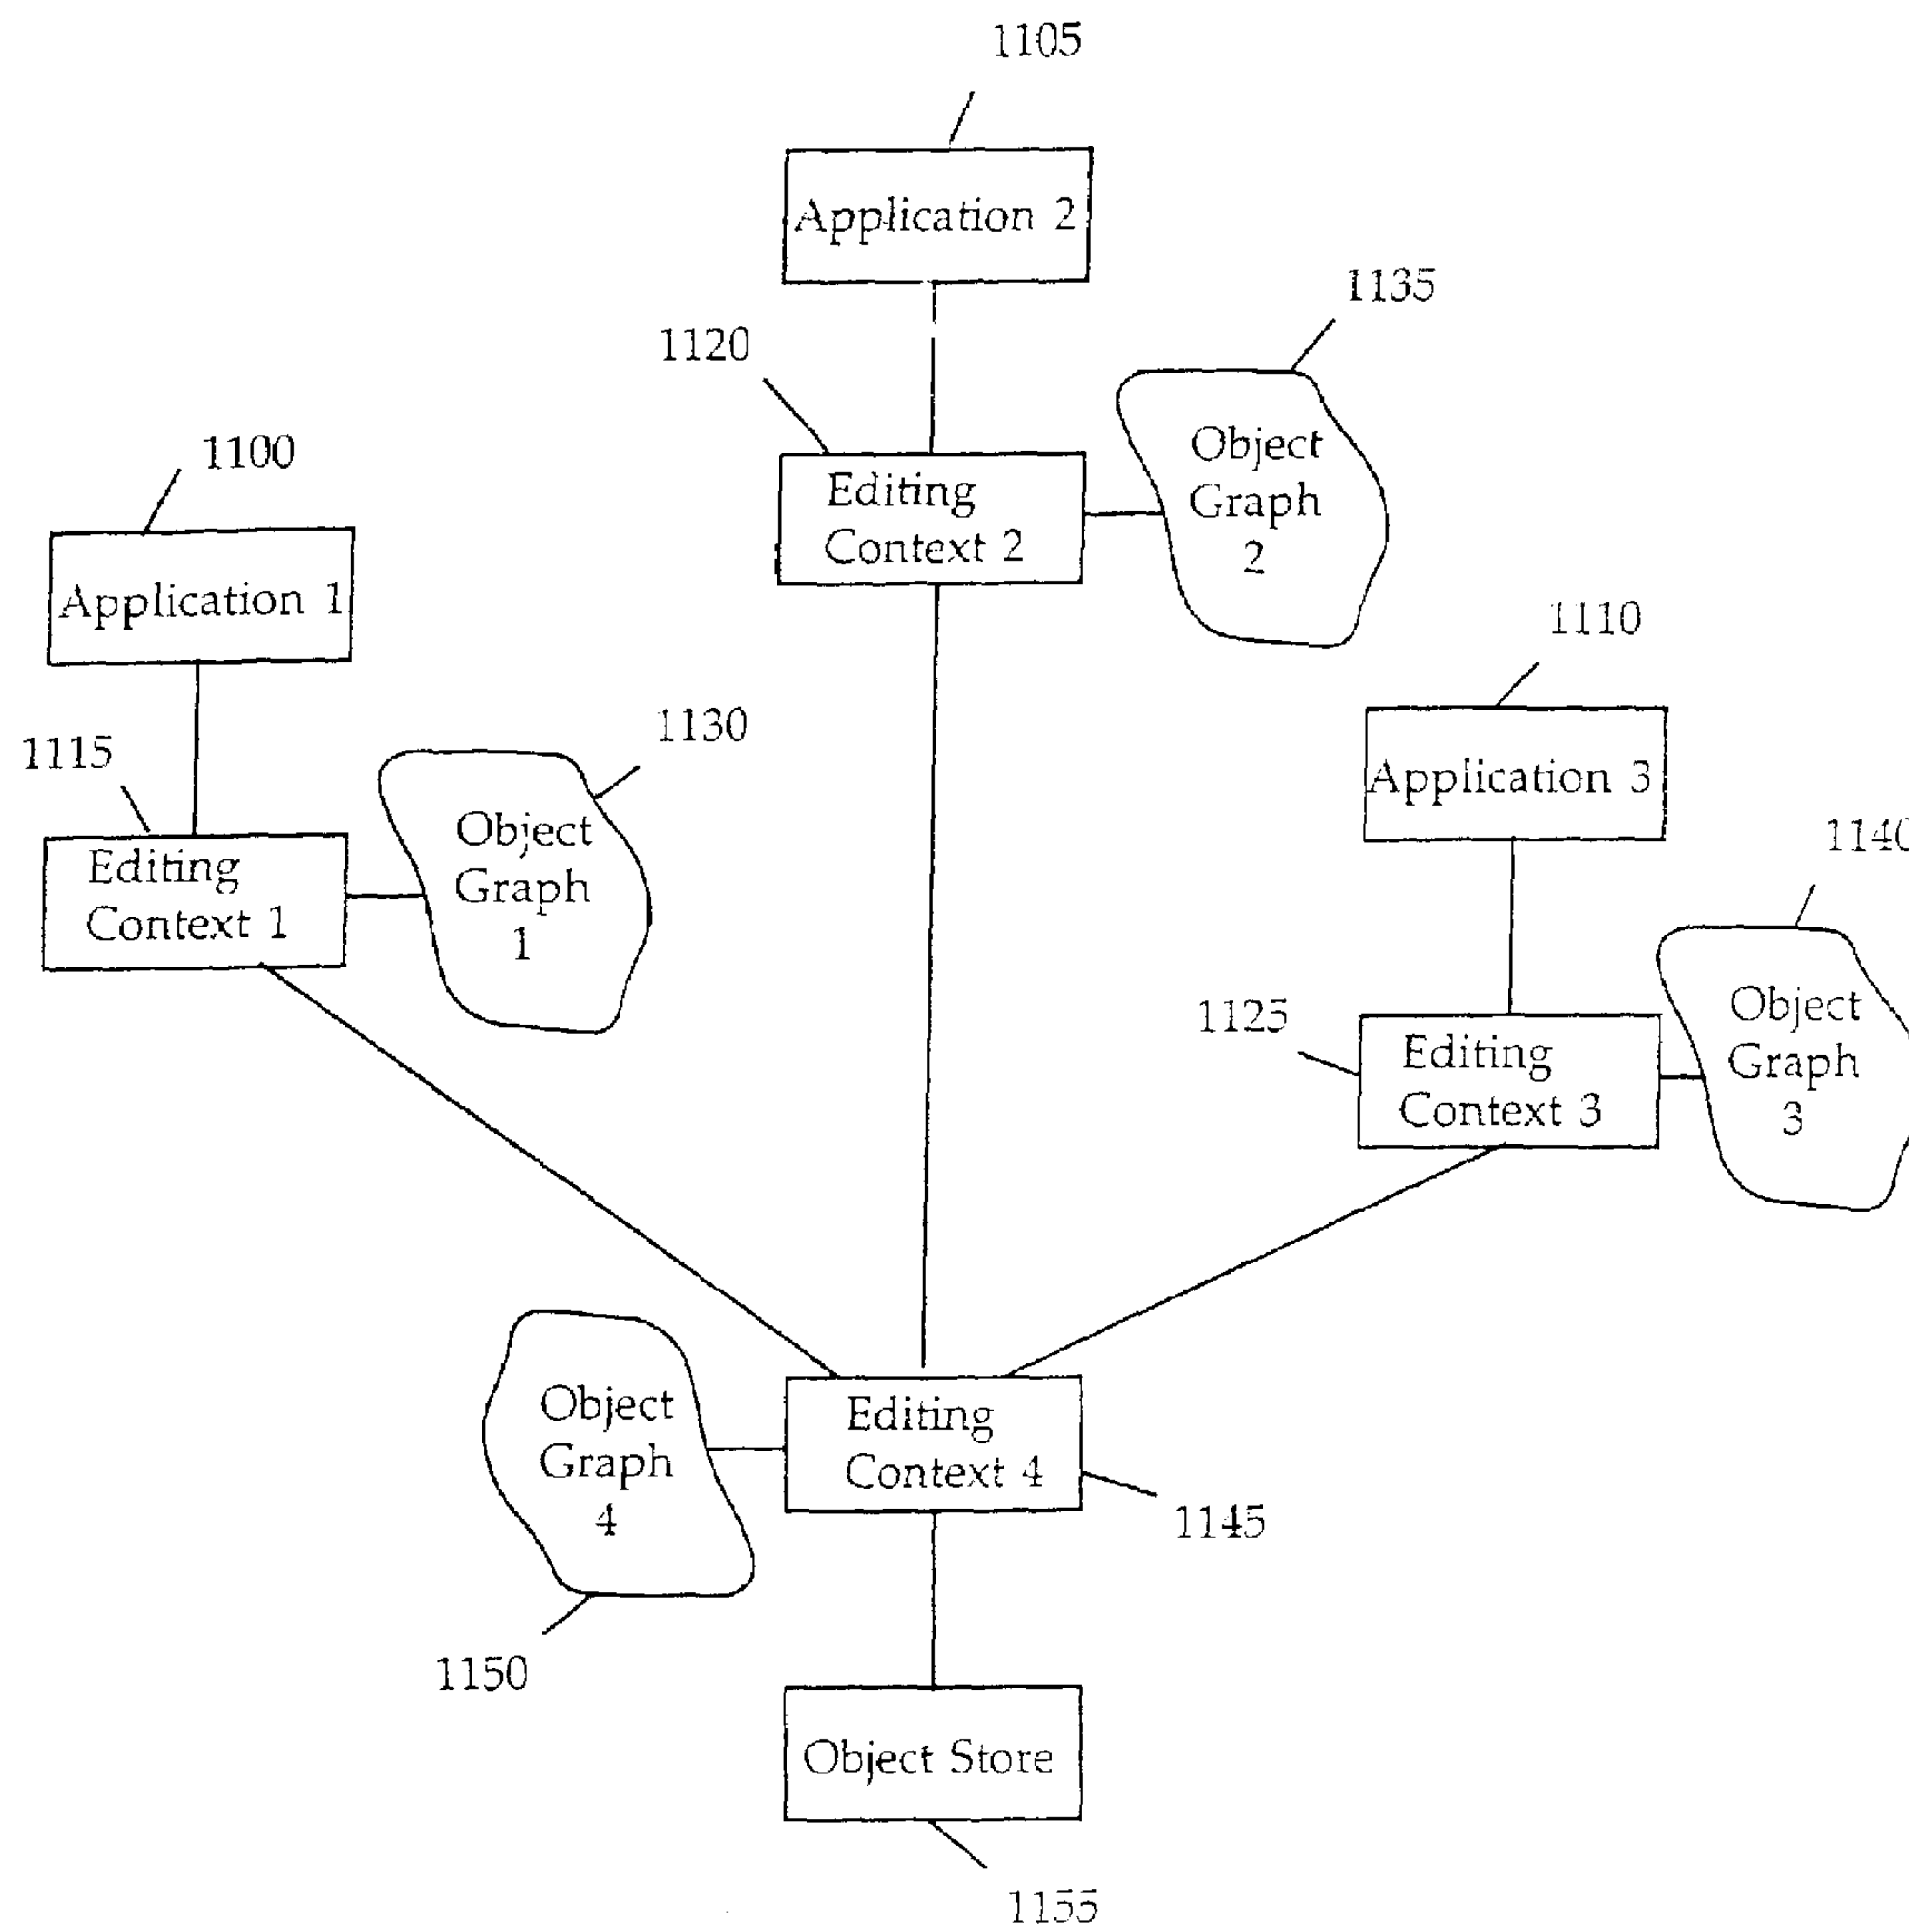 1105
Application 2
1135
1120
Object
Graph
2
Editing
Context 2
1100
Application 1
1110
1130
1115
Application 3
Object
Graph
1
1140
Editing
Context 1
Object
Graph
3
1125
Editing
Context 3
Object
Graph
4
Editing
Context 4
1145
1150
Object Store
1155